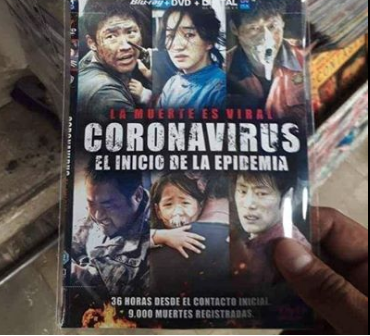 Blu-ray + DVD + DIGITAL
LA MUERTE ES VIRAL
CORONAVIRUS
EL INICIO DE LA EPIDEMIA
36 HORAS DESDE EL CONTACTO INICIAL.
9.000 MUERTES REGISTRADAS.
CORONAVIRUS